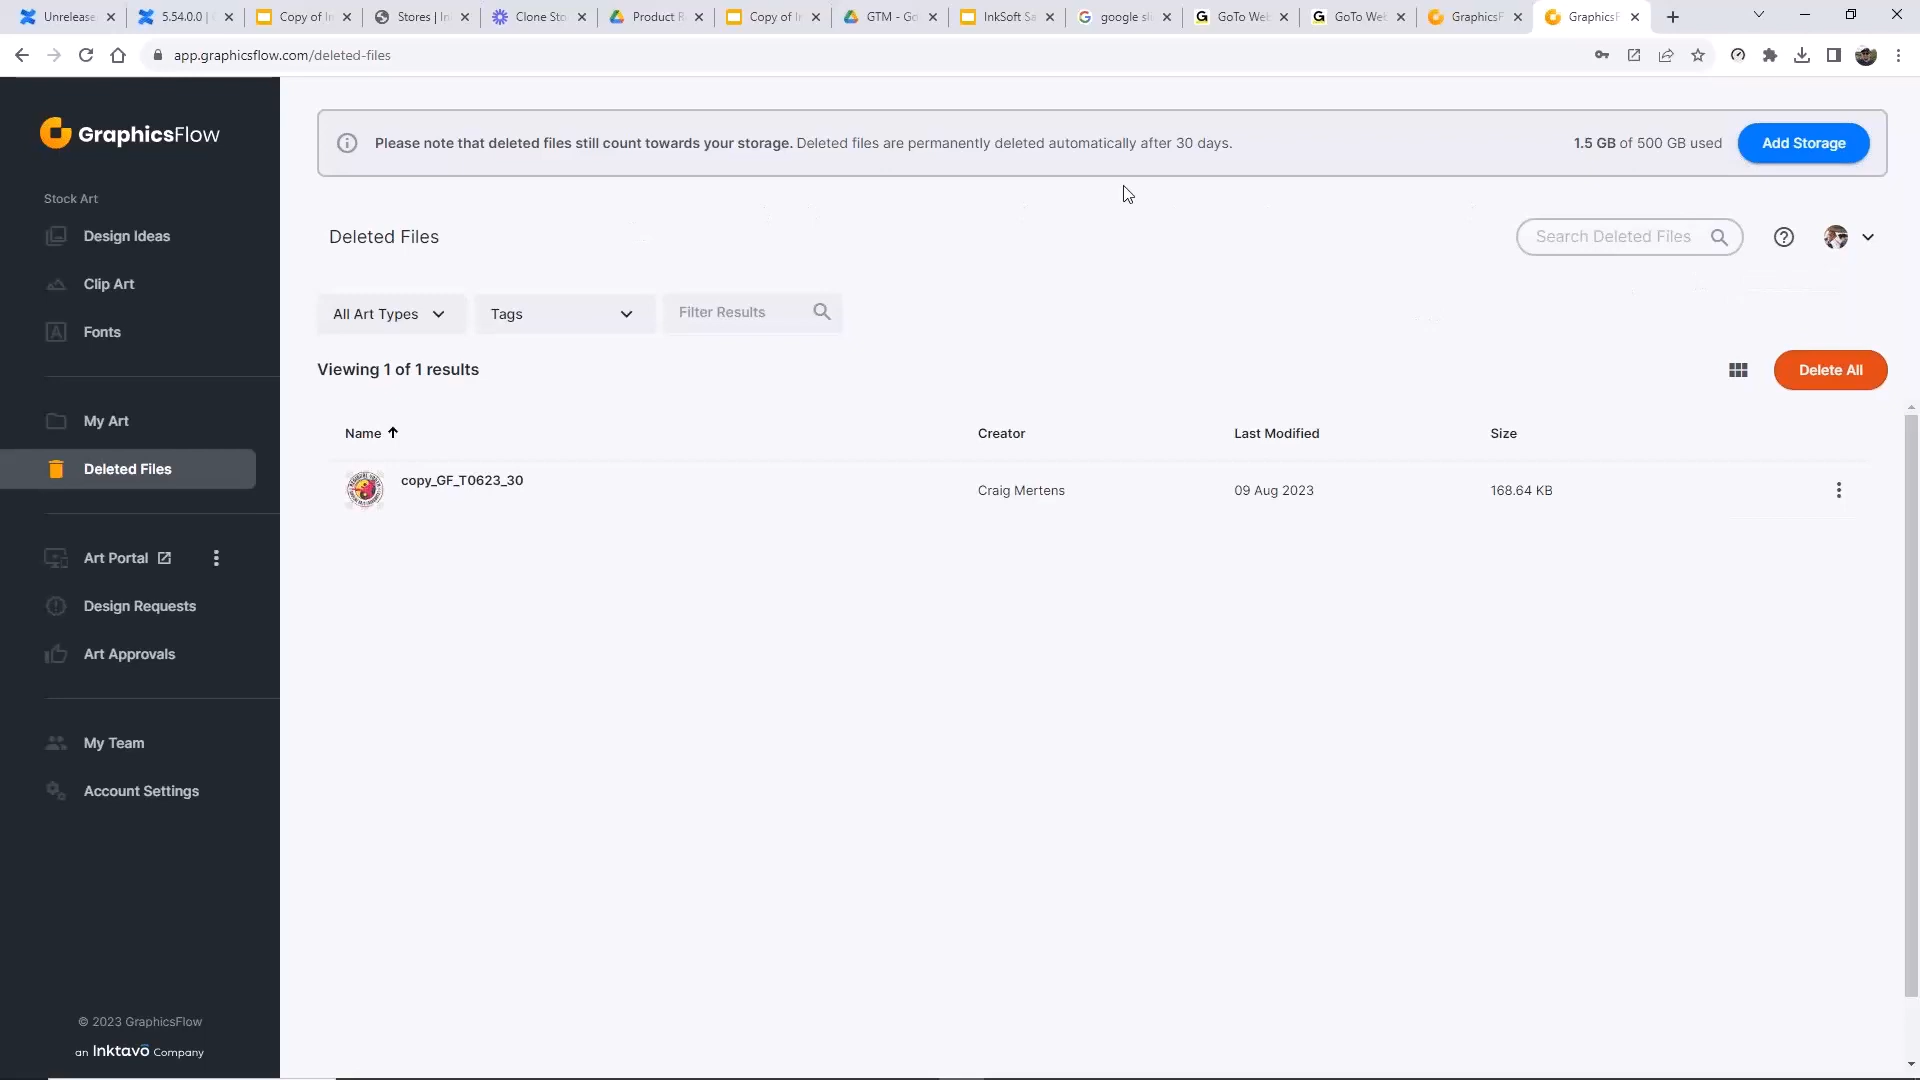 Unrelease
5.54.0.0 |
Copy of In
Stores | In
Clone Sto
Product R
Copy of I
GTM - Go
InkSoft Sa
google sli
GoTo Web
GoTo Web
GraphicsF
GraphicsF
app.graphicsflow.com/deleted-files
GraphicsFlow
Stock Art
Design Ideas
Clip Art
Fonts
My Art
Deleted Files
Art Portal
Design Requests
Art Approvals
My Team
Account Settings
© 2023 GraphicsFlow
an Inktavo Company
Please note that deleted files still count towards your storage. Deleted files are permanently deleted automatically after 30 days.
1.5 GB of 500 GB used
Add Storage
Deleted Files
Search Deleted Files
All Art Types
Tags
Filter Results
Viewing 1 of 1 results
Delete All
Name
Creator
Last Modified
Size
copy_GF_T0623_30
Craig Mertens
09 Aug 2023
168.64 KB